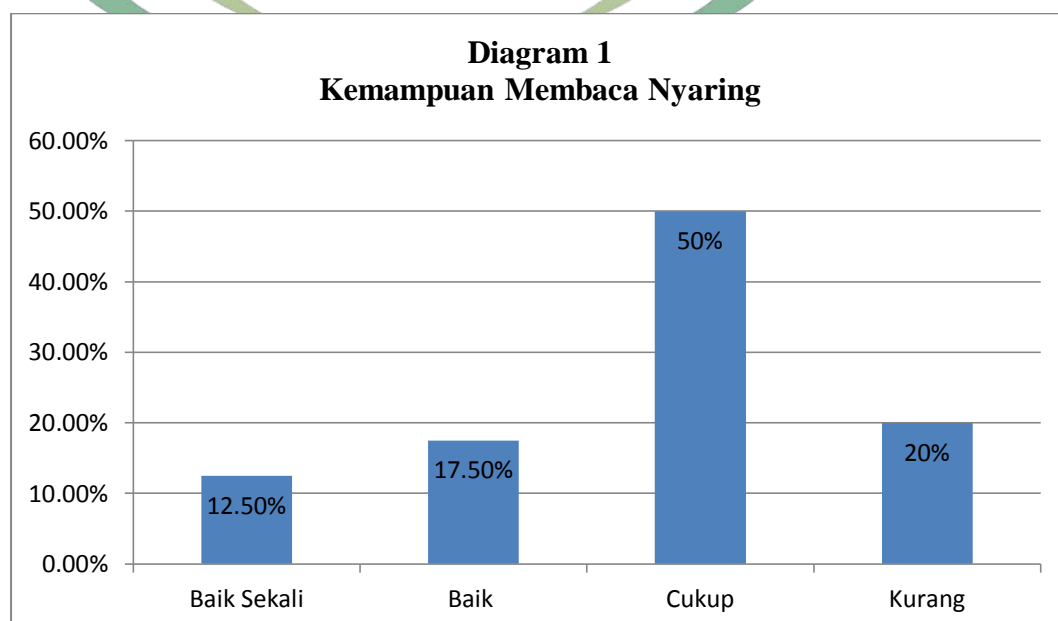 Diagram 1
Kemampuan Membaca Nyaring
60.00%
50.00%
40.00%
30.00%
20.00%
10.00%
0.00%
12.50%
17.50%
50%
20%
Baik Sekali
Baik
Cukup
Kurang